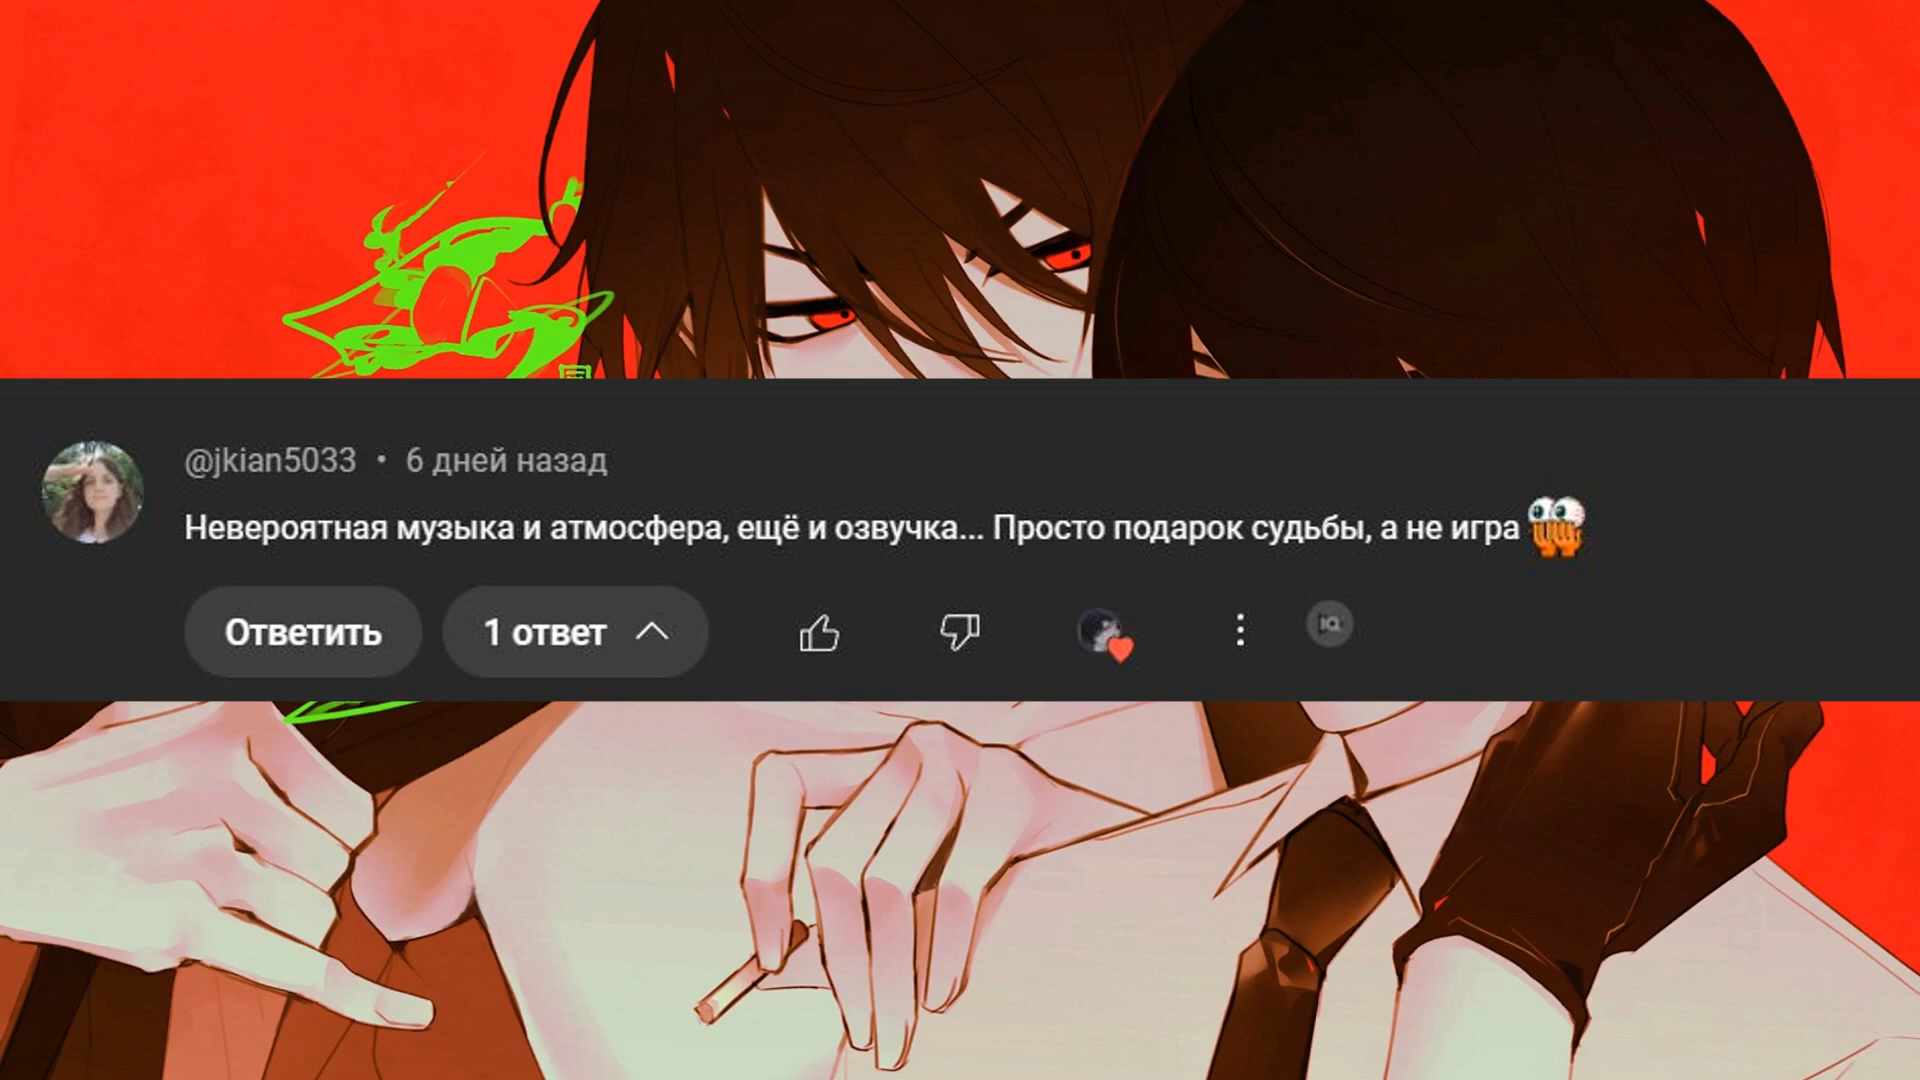 @jkian5033 • 6 дней назад
Невероятная музыка и атмосфера, ещё и озвучка... Просто подарок судьбы, а не игра
Ответить
1 ответ